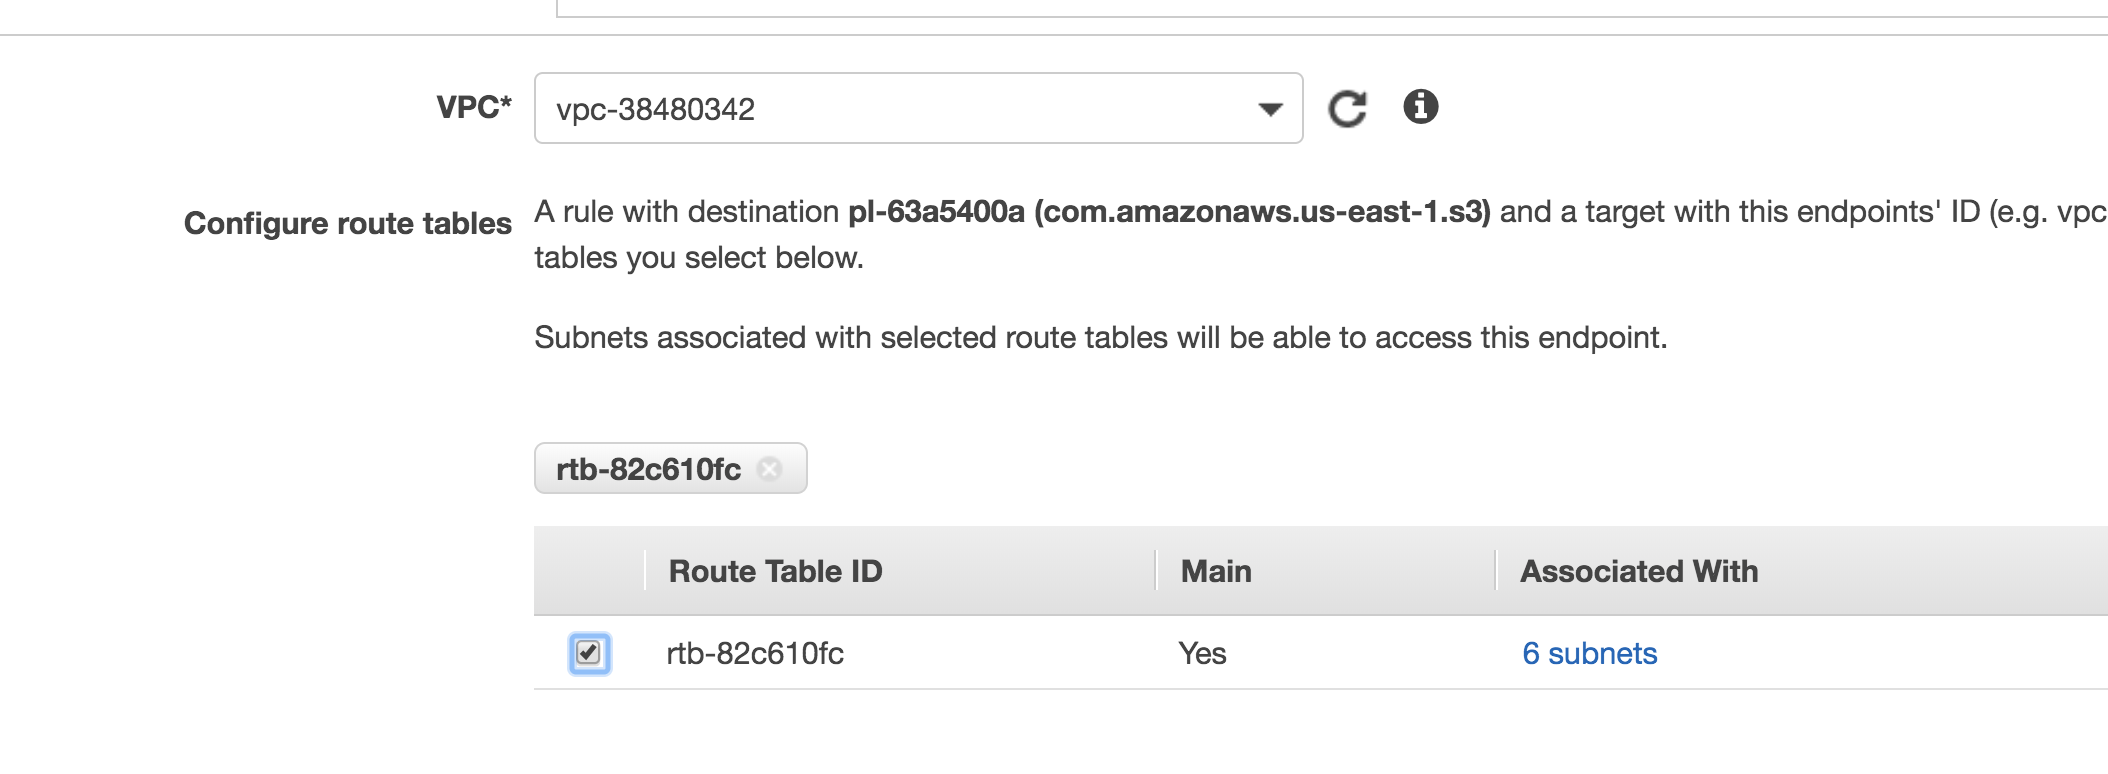 VPC*
vpc-38480342
Configure route tables
A rule with destination pl-63a5400a (com.amazonaws.us-east-1.s3) and a target with this endpoints' ID (e.g. vpc
tables you select below.
Subnets associated with selected route tables will be able to access this endpoint.
rtb-82c610fc
Route Table ID Main Associated With
rtb-82c610fc Yes 6 subnets